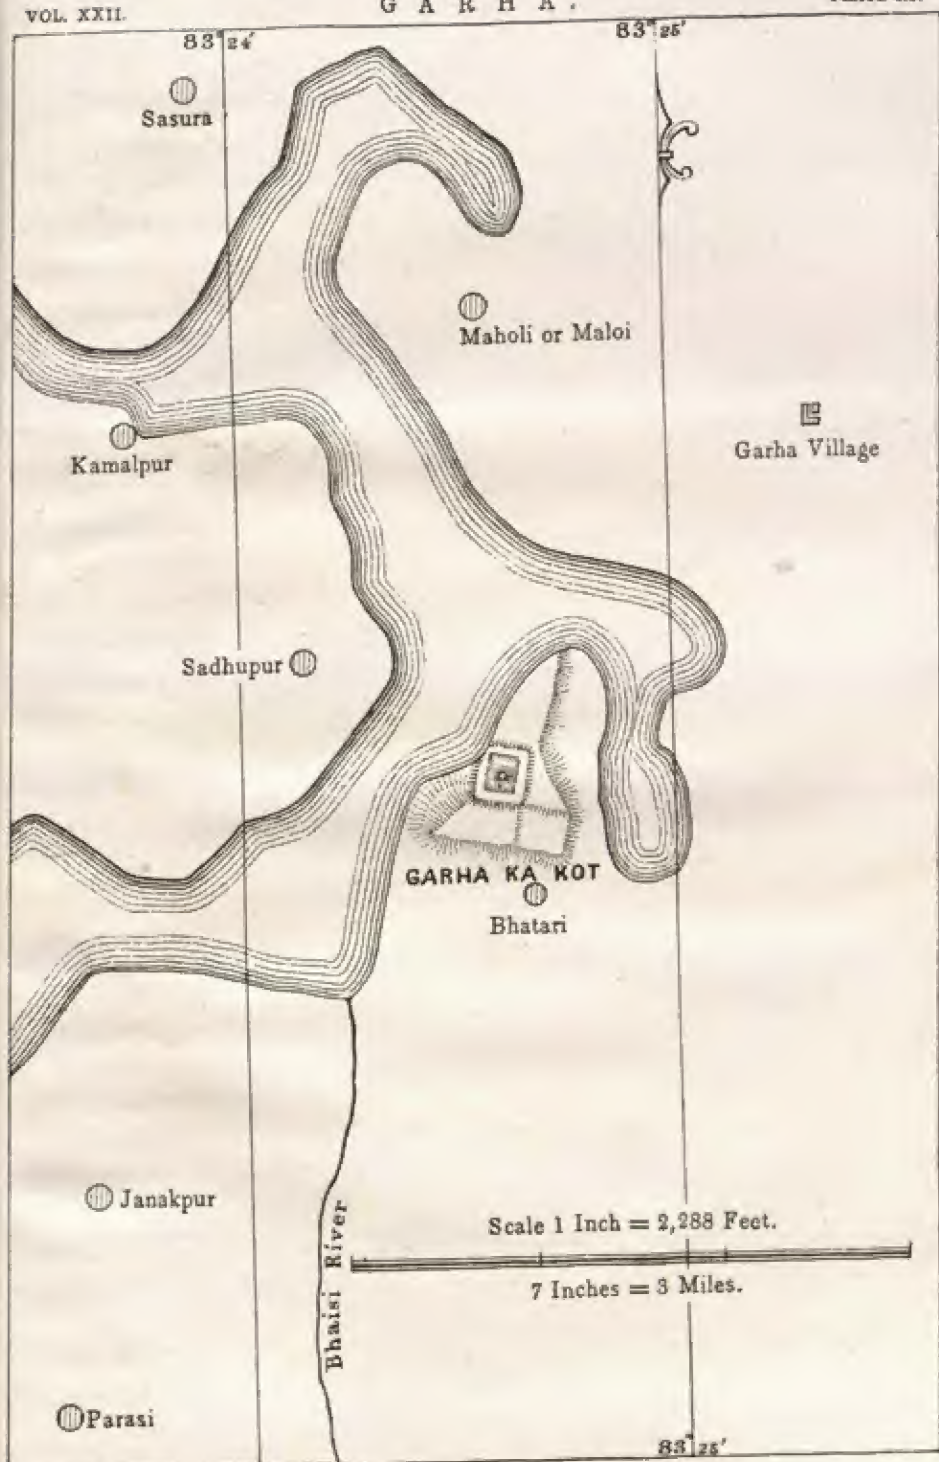 VOL. XXII.
GARHA.
83° 24′
83° 25′
Sasura
Maholi or Maloi
Kamalpur
Garha Village
Sadhupur
GARHA KA KOT
Bhatari
Janakpur
Scale 1 Inch = 2,288 Feet.
7 Inches = 3 Miles.
Bhaisi River
Parasi
83° 25′